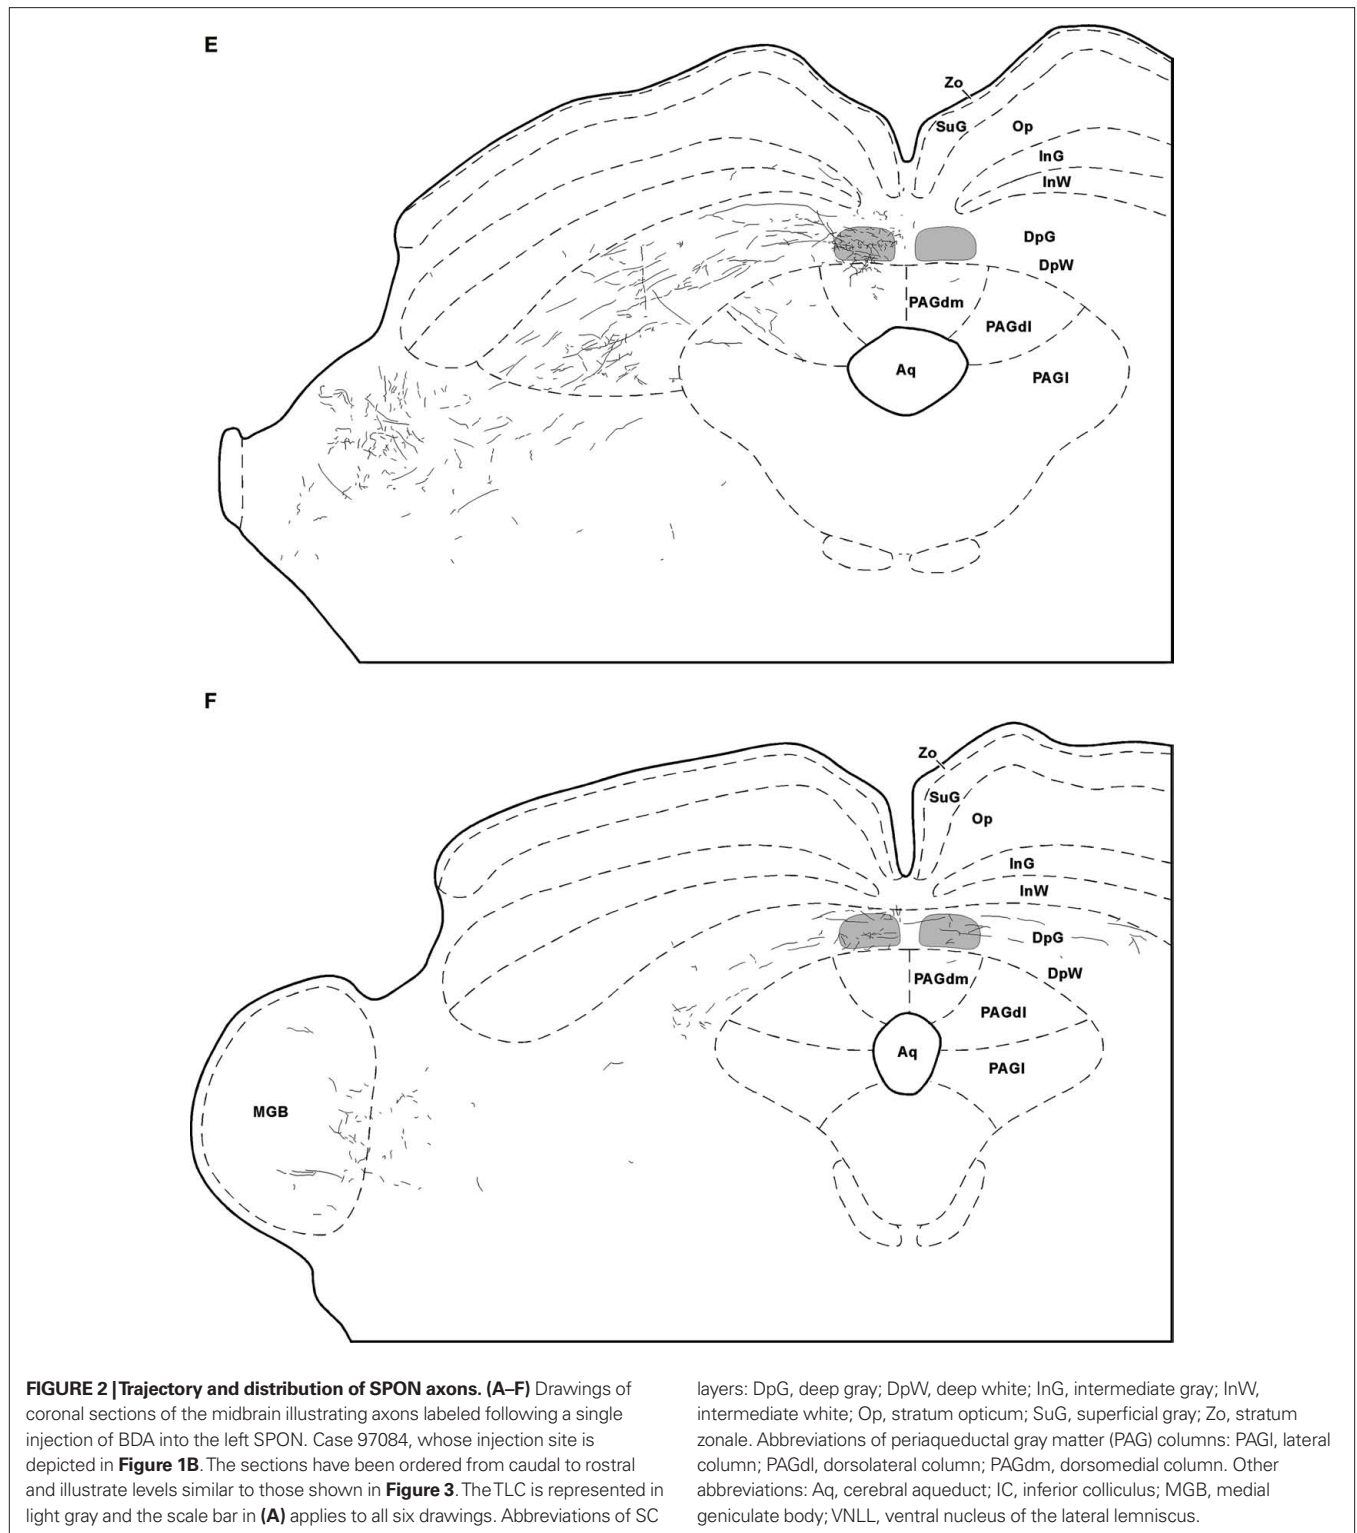 E
Zo
SuG
Op
InG
InW
DpG
DpW
PAGdm
PAGdl
Aq
PAGl
F
Zo
SuG
Op
InG
InW
DpG
PAGdm
DpW
PAGdl
Aq
PAGl
MGB
FIGURE 2 | Trajectory and distribution of SPON axons. (A–F) Drawings of
coronal sections of the midbrain illustrating axons labeled following a single
injection of BDA into the left SPON. Case 97084, whose injection site is
depicted in Figure 1B. The sections have been ordered from caudal to rostral
and illustrate levels similar to those shown in Figure 3. The TLC is represented in
light gray and the scale bar in (A) applies to all six drawings. Abbreviations of SC
layers: DpG, deep gray; DpW, deep white; InG, intermediate gray; InW,
intermediate white; Op, stratum opticum; SuG, superficial gray; Zo, stratum
zonale. Abbreviations of periaqueductal gray matter (PAG) columns: PAGl, lateral
column; PAGdl, dorsolateral column; PAGdm, dorsomedial column. Other
abbreviations: Aq, cerebral aqueduct; IC, inferior colliculus; MGB, medial
geniculate body; VNLL, ventral nucleus of the lateral lemniscus.